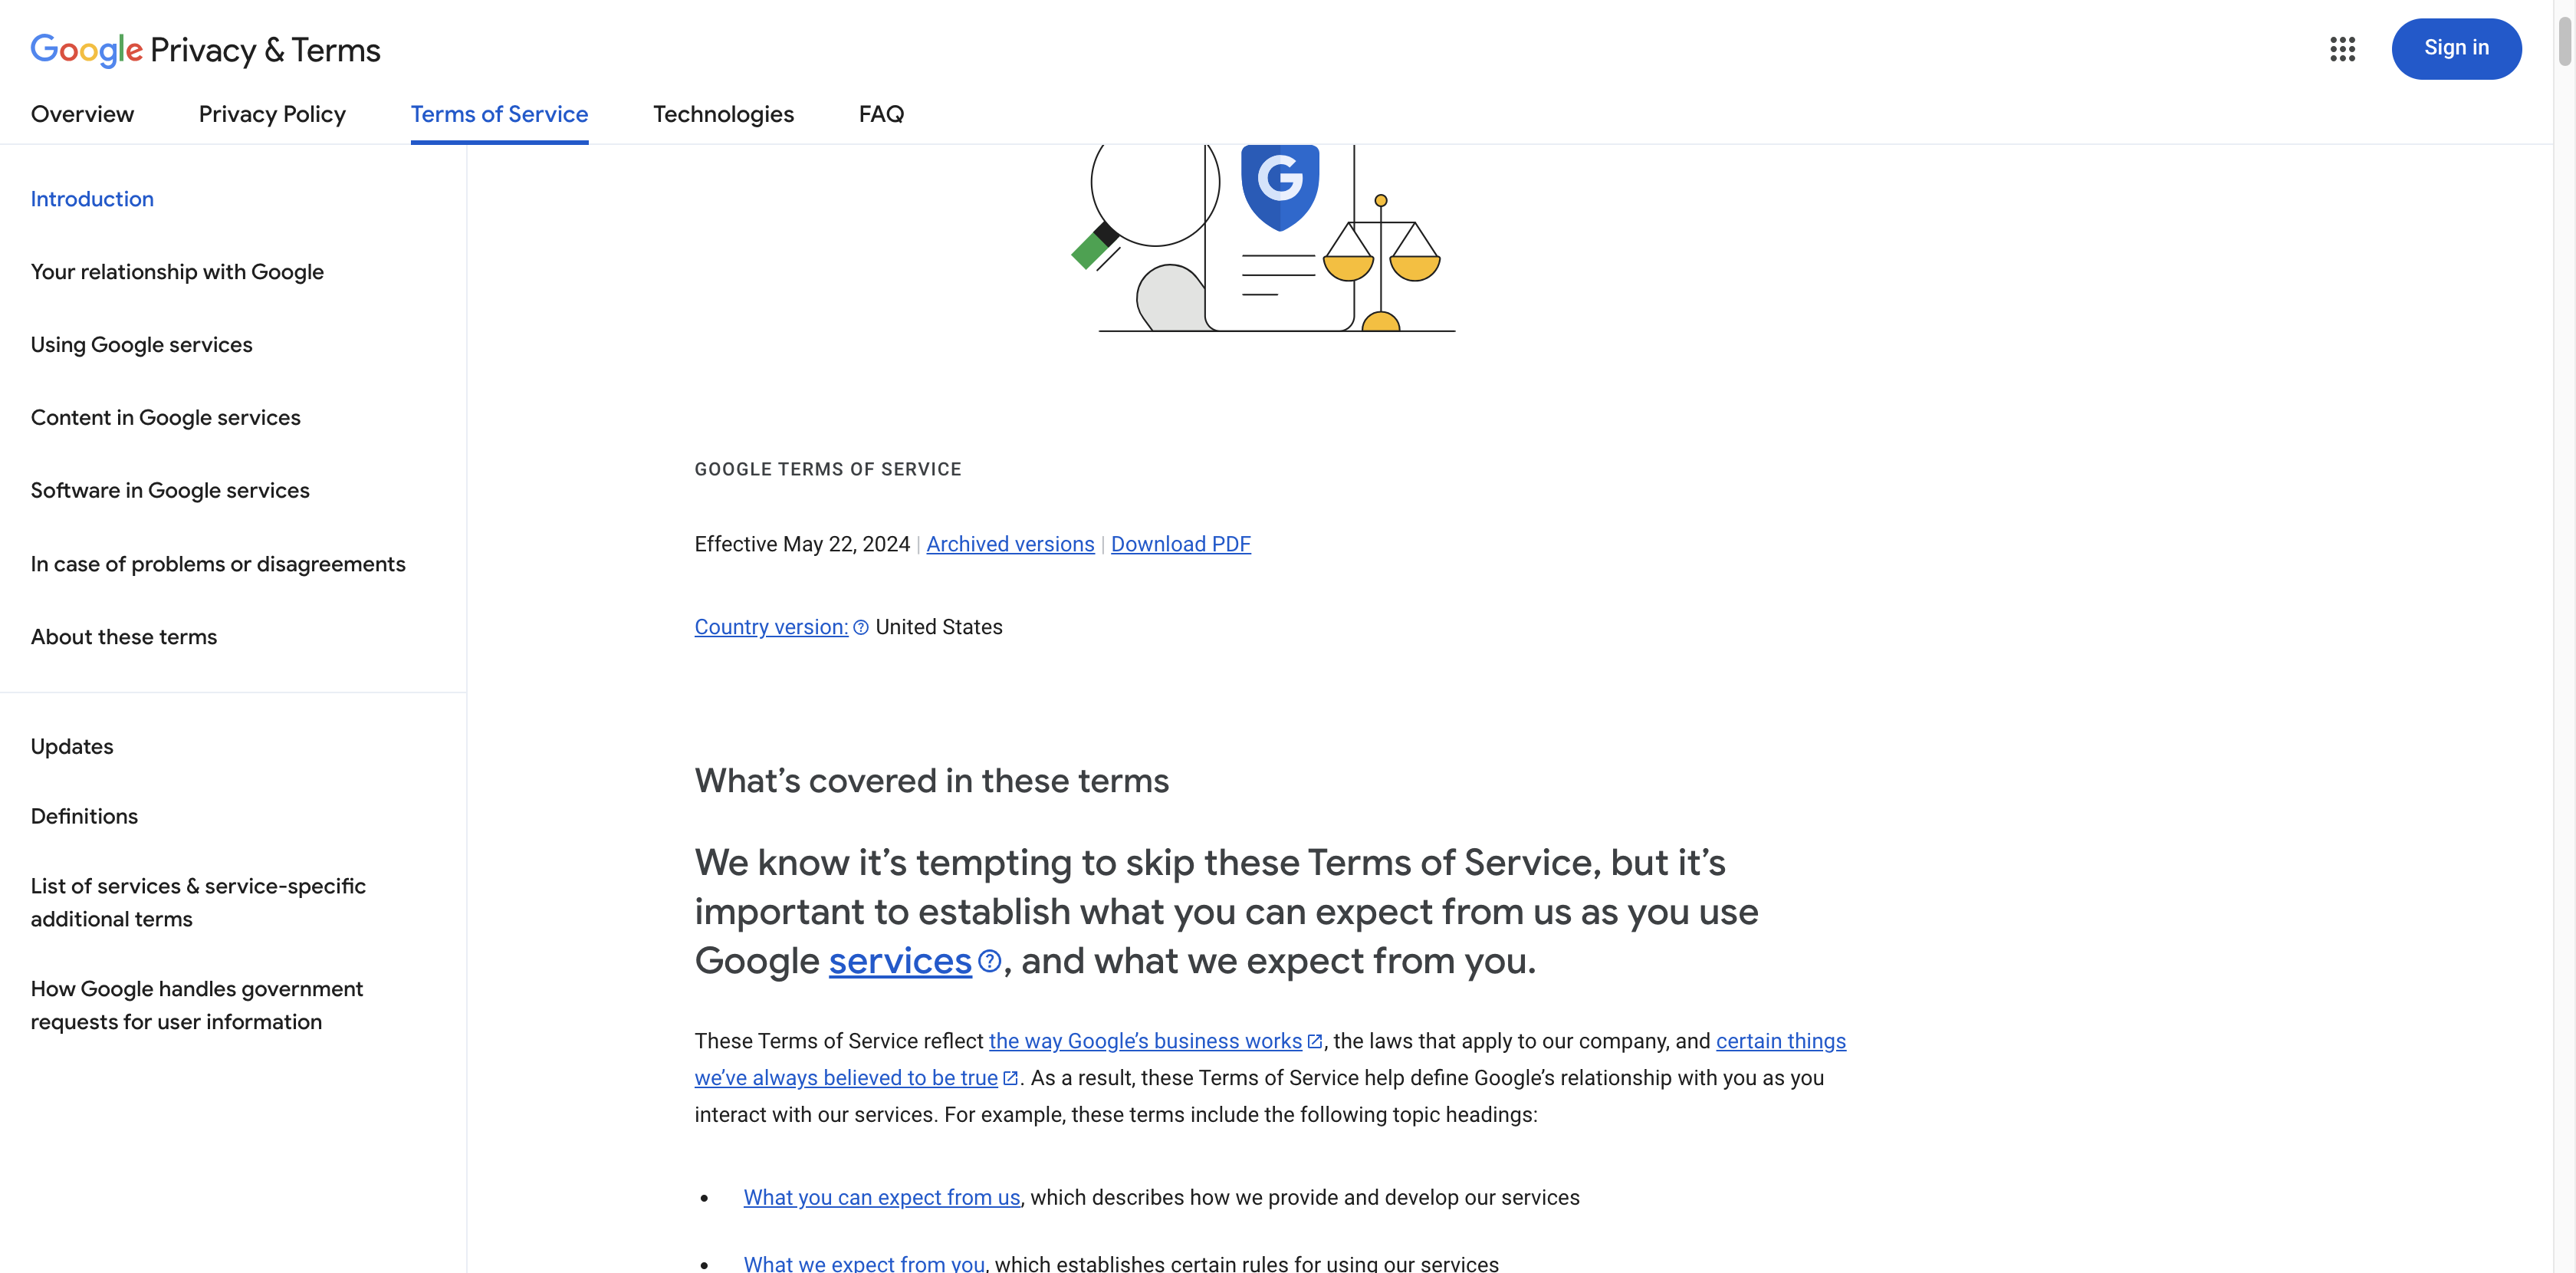 Google Privacy & Terms
Sign in
Overview
Privacy Policy
Terms of Service
Technologies
FAQ
Introduction
Your relationship with Google
Using Google services
Content in Google services
Software in Google services
In case of problems or disagreements
About these terms
Updates
Definitions
List of services & service-specific
additional terms
How Google handles government
requests for user information
G
GOOGLE TERMS OF SERVICE
Effective May 22, 2024 | Archived versions | Download PDF
Country version: United States
What’s covered in these terms
We know it’s tempting to skip these Terms of Service, but it’s
important to establish what you can expect from us as you use
Google services, and what we expect from you.
These Terms of Service reflect the way Google’s business works, the laws that apply to our company, and certain things
we’ve always believed to be true. As a result, these Terms of Service help define Google’s relationship with you as you
interact with our services. For example, these terms include the following topic headings:
• What you can expect from us, which describes how we provide and develop our services
• What we expect from you, which establishes certain rules for using our services